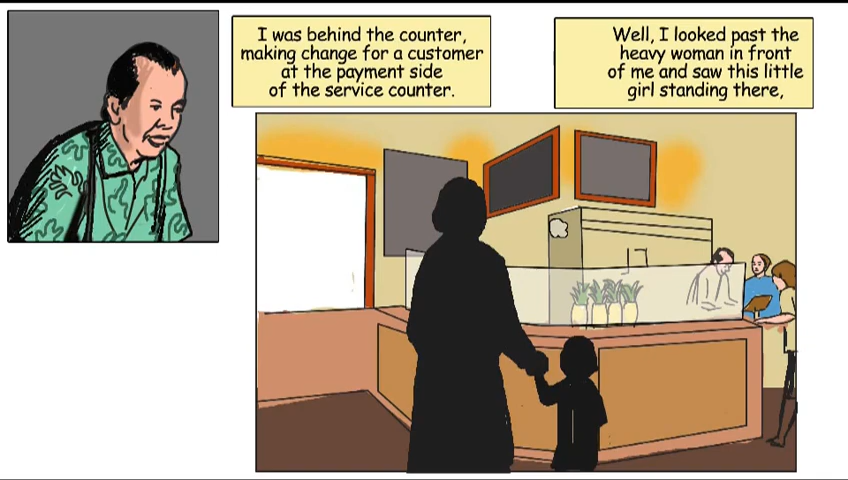 I was behind the counter,
making change for a customer
at the payment side
of the service counter.
Well, I looked past the
heavy woman in front
of me and saw this little
girl standing there,